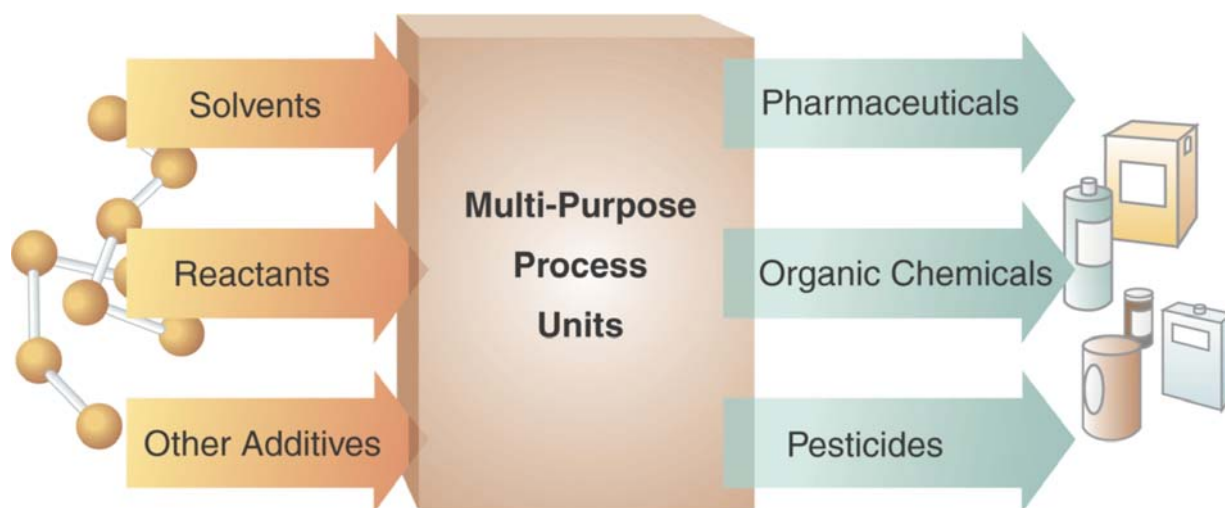 Solvents
Reactants
Other Additives
Multi-Purpose
Process
Units
Pharmaceuticals
Organic Chemicals
Pesticides